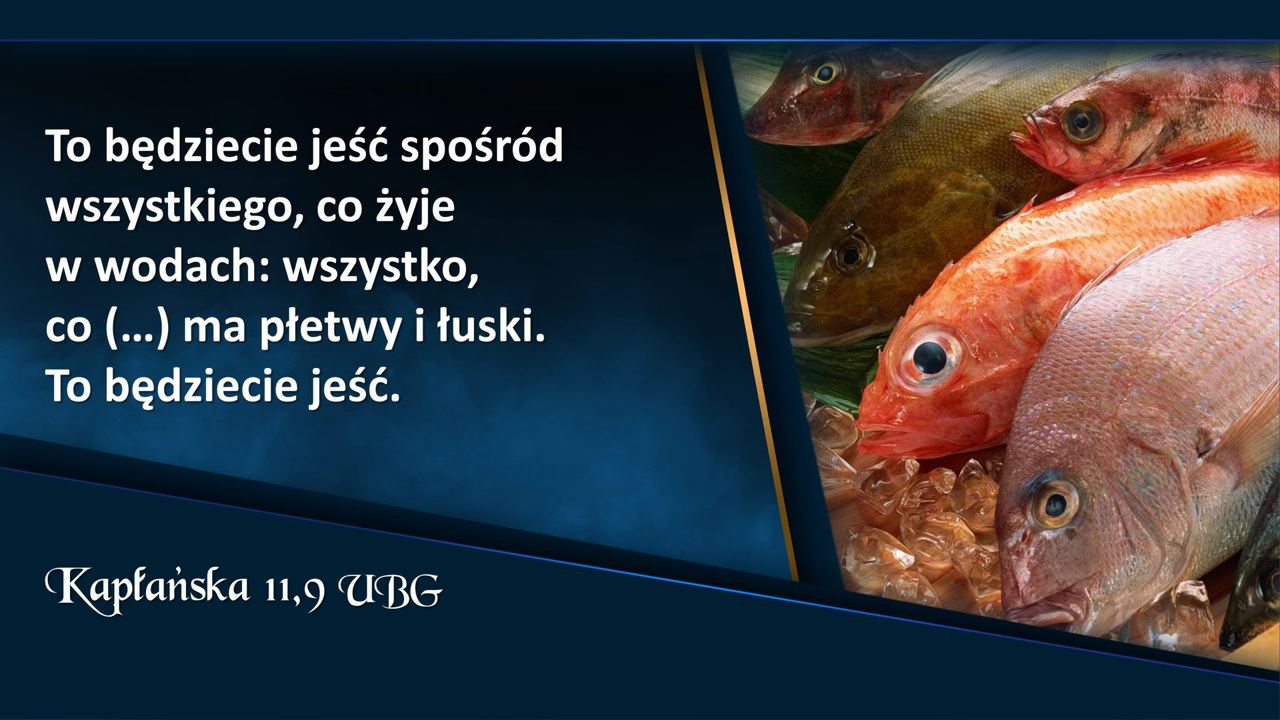 To będziecie jeść spośród
wszystkiego, co żyje
w wodach: wszystko,
co (...) ma płetwy i łuski.
To będziecie jeść.
Kapłańska 11,9 UBG